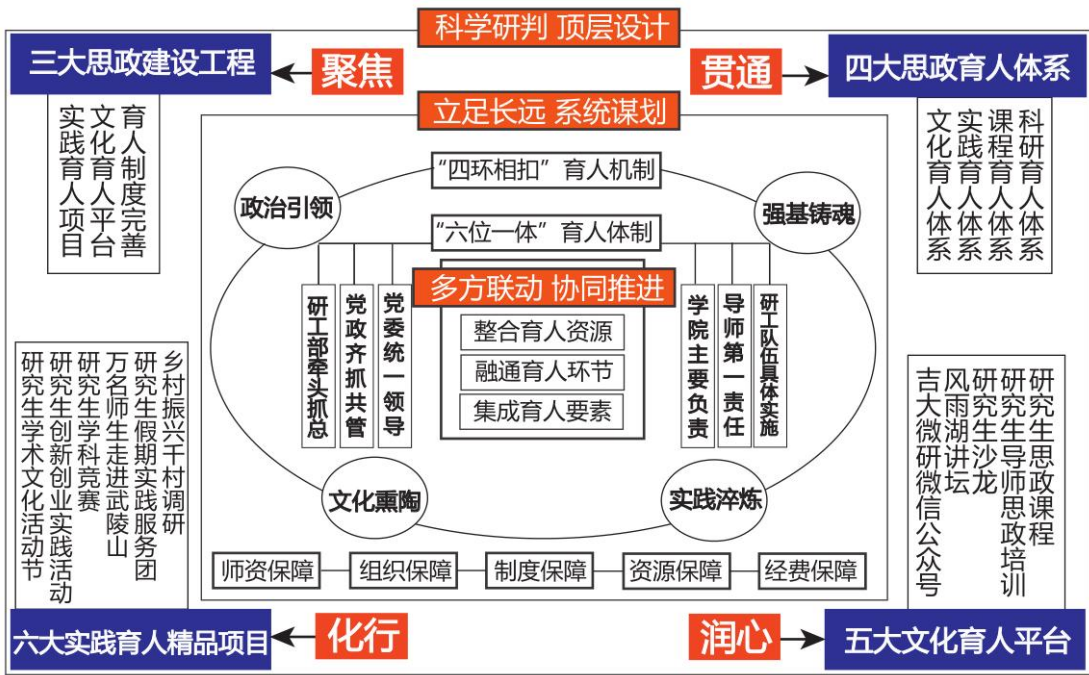 科学研判 顶层设计
三大思政建设工程
聚焦
贯通
四大思政育人体系
育人制度完善
文化育人平台
实践育人项目
科研育人体系
课程育人体系
实践育人体系
文化育人体系
立足长远 系统谋划
“四环相扣”育人机制
政治引领
强基铸魂
“六位一体”育人体制
多方联动 协同推进
研工部牵头抓总
党政齐抓共管
党委统一领导
整合育人资源
融通育人环节
集成育人要素
学院主要负责
导师第一责任
研工队伍具体实施
文化熏陶
实践淬炼
师资保障
组织保障
制度保障
资源保障
经费保障
乡村振兴千村调研
研究生假期实践服务团
万名师生走进武陵山
研究生学科竞赛
研究生创新创业实践活动
研究生学术文化活动节
研究生思政课程
研究生导师思政培训
研究生沙龙
风雨湖讲坛
吉大微研微信公众号
六大实践育人精品项目
化行
润心
五大文化育人平台